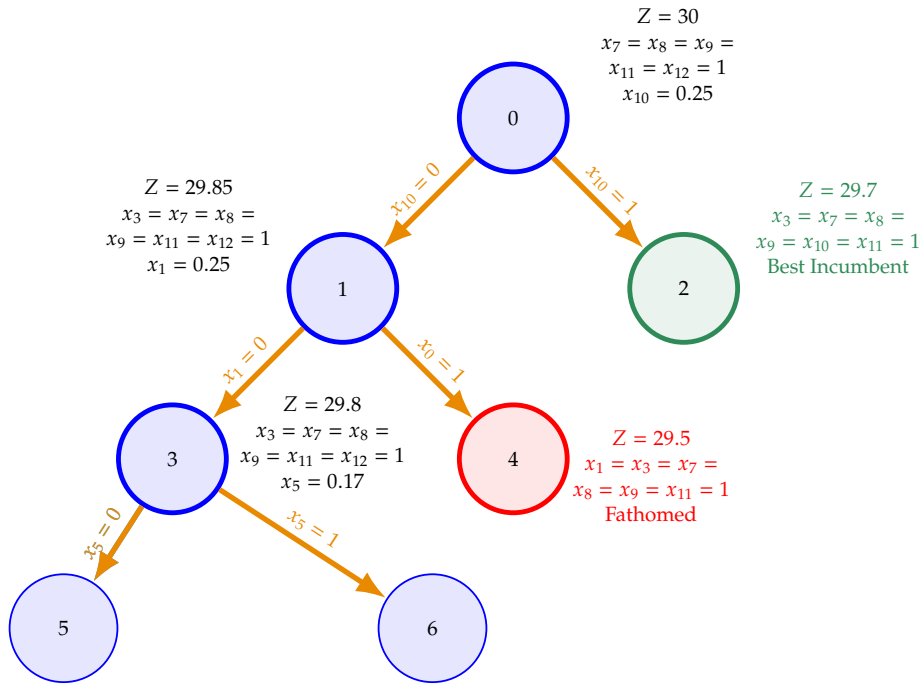 Z = 30
x₇ = x₈ = x₉ =
x₁₁ = x₁₂ = 1
x₁₀ = 0.25
0
x₁₀ = 0
x₁₀ = 1
Z = 29.85
x₃ = x₇ = x₈ =
x₉ = x₁₁ = x₁₂ = 1
x₁ = 0.25
1
Z = 29.7
x₃ = x₇ = x₈ =
x₉ = x₁₀ = x₁₁ = 1
Best Incumbent
2
x₁ = 0
x₀ = 1
3
Z = 29.8
x₃ = x₇ = x₈ =
x₉ = x₁₁ = x₁₂ = 1
x₅ = 0.17
4
Z = 29.5
x₁ = x₃ = x₇ =
x₈ = x₉ = x₁₁ = 1
Fathomed
x₅ = 0
x₅ = 1
5
6